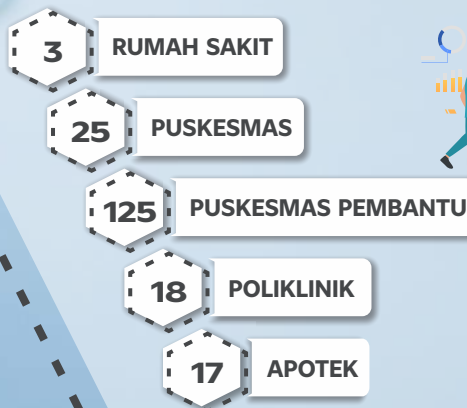 3 RUMAH SAKIT
25 PUSKESMAS
125 PUSKESMAS PEMBANTU
18 POLIKLINIK
17 APOTEK